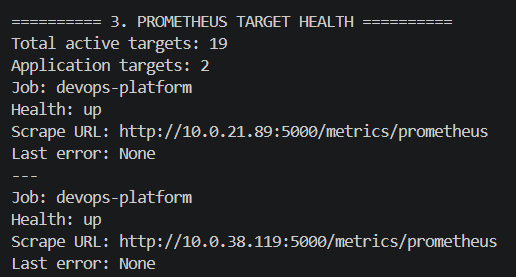 ========== 3. PROMETHEUS TARGET HEALTH ==========
Total active targets: 19
Application targets: 2
Job: devops-platform
Health: up
Scrape URL: http://10.0.21.89:5000/metrics/prometheus
Last error: None
---
Job: devops-platform
Health: up
Scrape URL: http://10.0.38.119:5000/metrics/prometheus
Last error: None